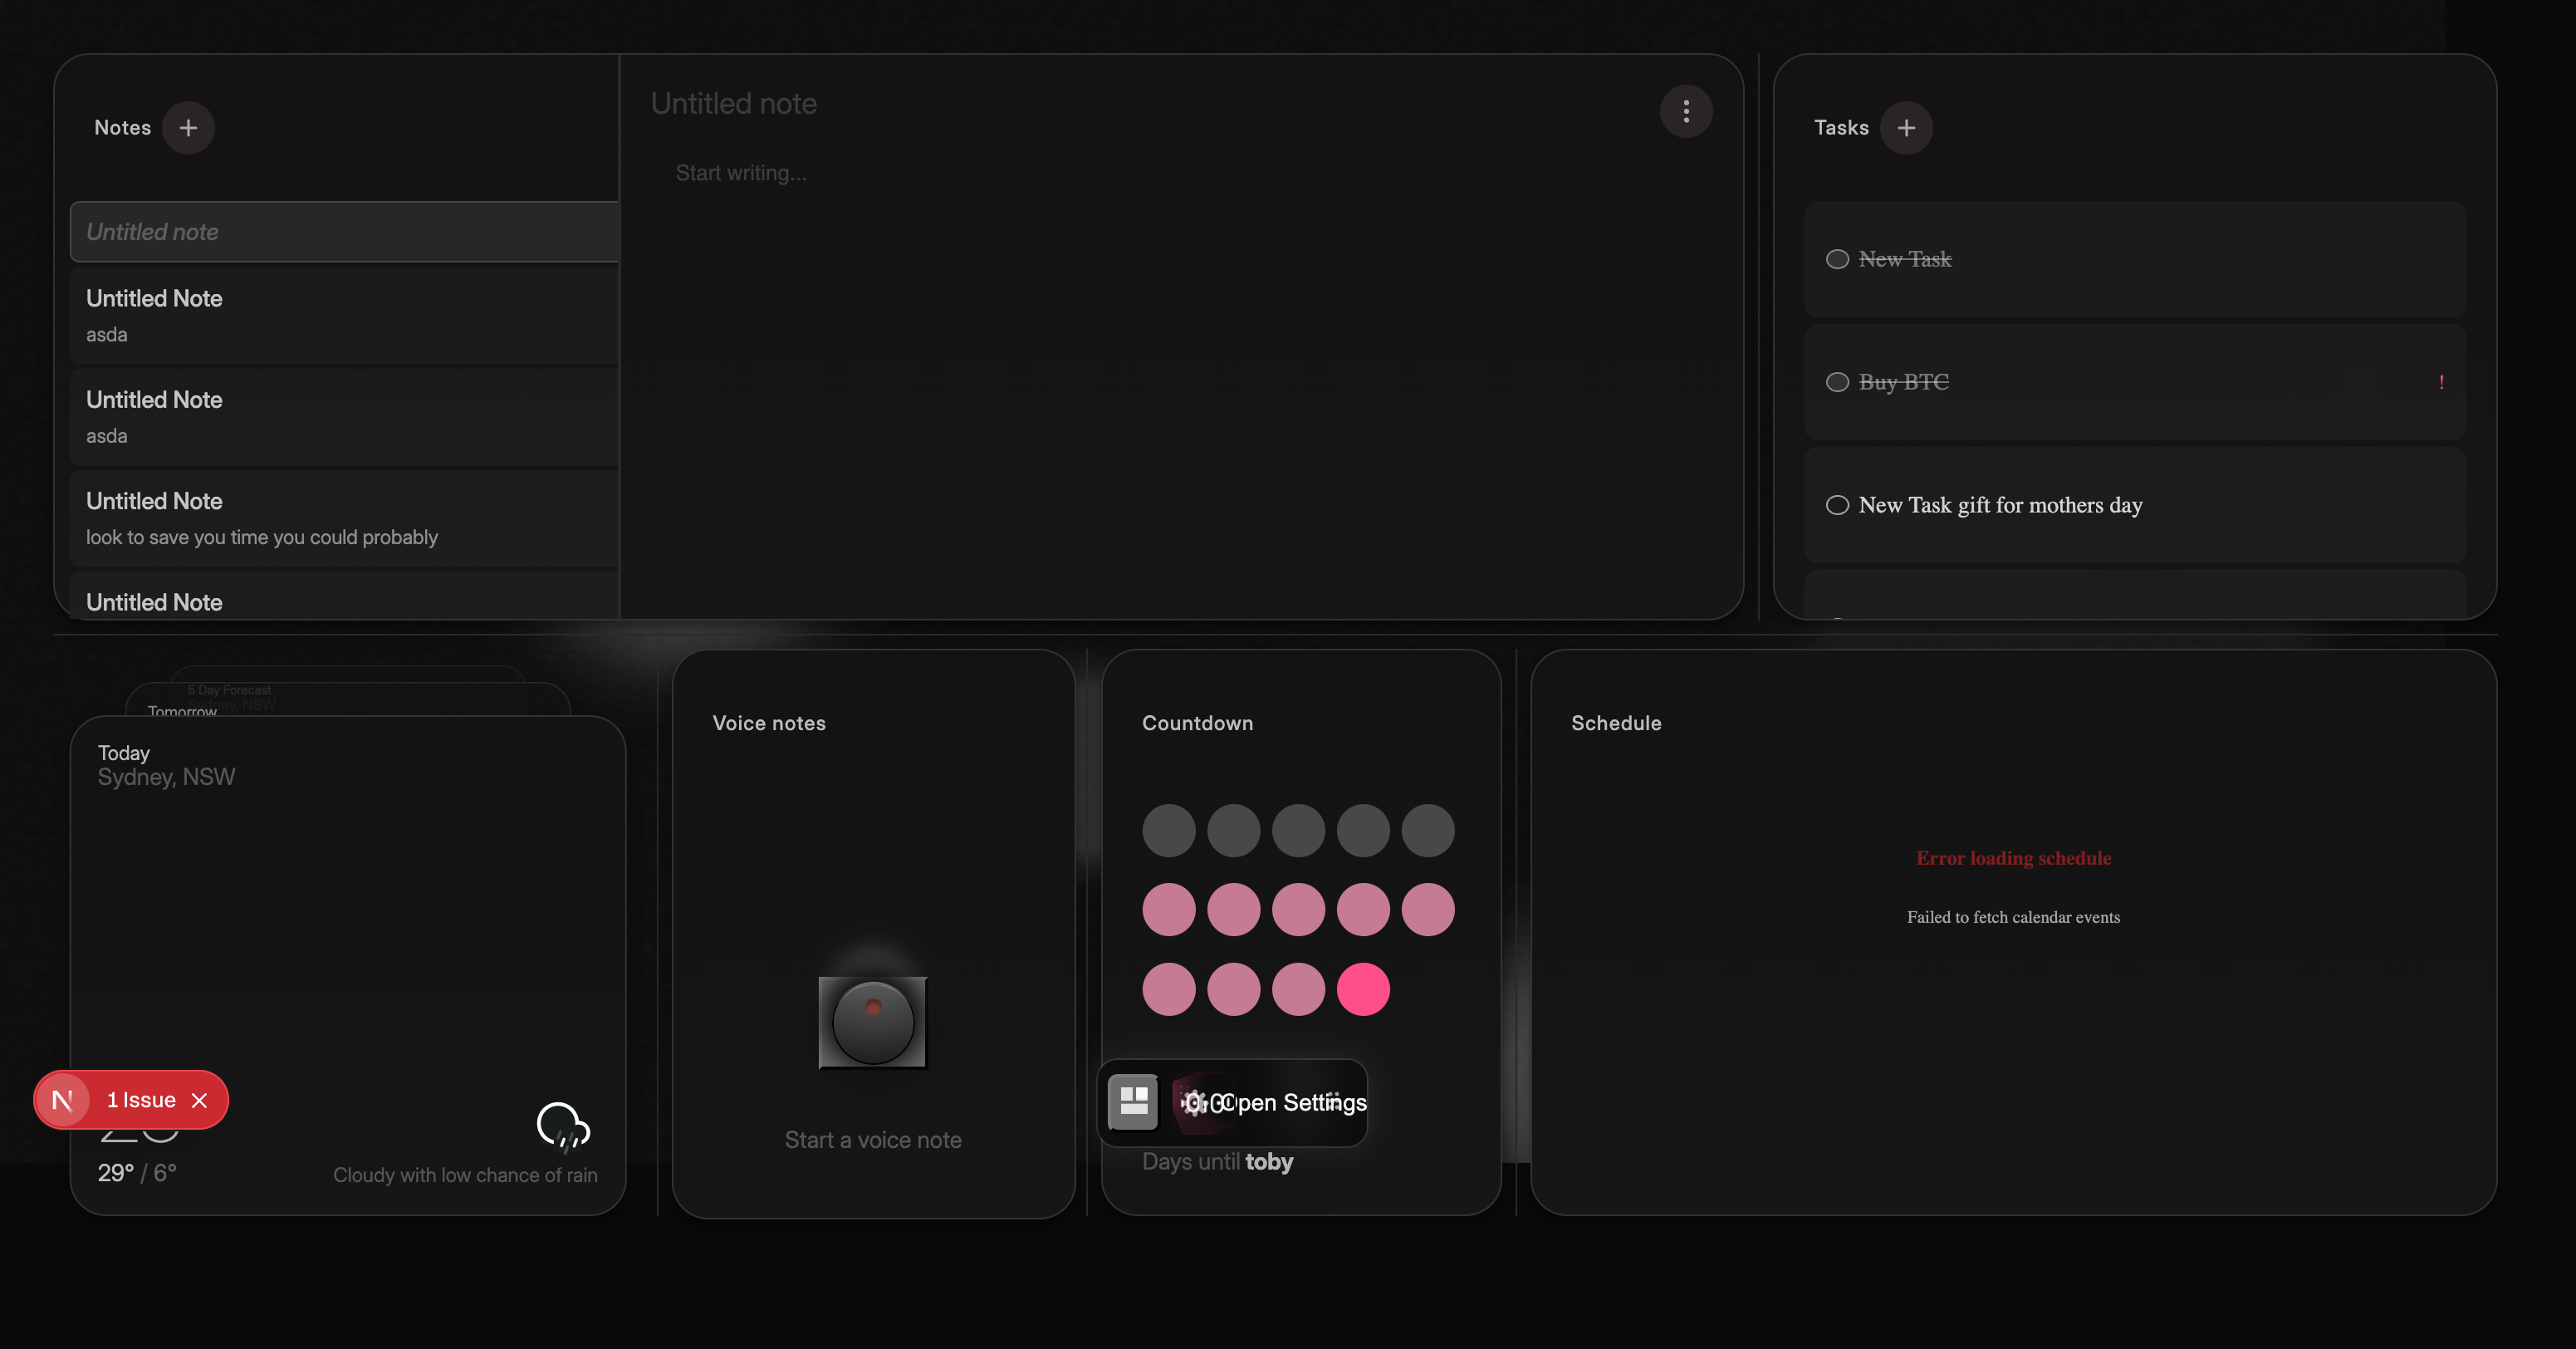 Notes
Untitled note
Untitled Note
asda
Untitled Note
asda
Untitled Note
look to save you time you could probably
Untitled Note
Untitled note
Start writing...
Tasks
New Task
Buy BTC
!
New Task gift for mothers day
5 Day Forecast
Sydney, NSW
Tomorrow
Today
Sydney, NSW
N 1 Issue
29° / 6°
Cloudy with low chance of rain
Voice notes
Start a voice note
Countdown
Open Settings
Days until toby
Schedule
Error loading schedule
Failed to fetch calendar events